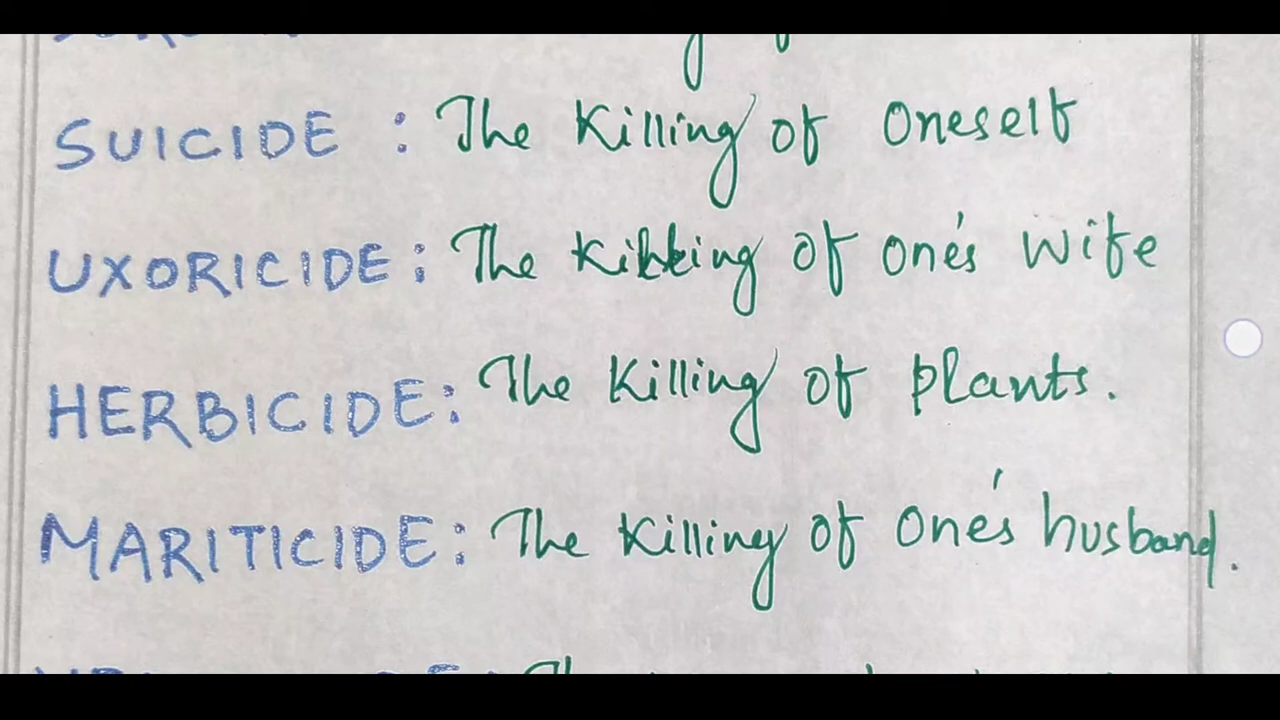 SUICIDE : The Killing of Oneself
UXORICIDE : The Killing of One's Wife
HERBICIDE : The Killing of plants.
MARITICIDE : The Killing of One's husband.